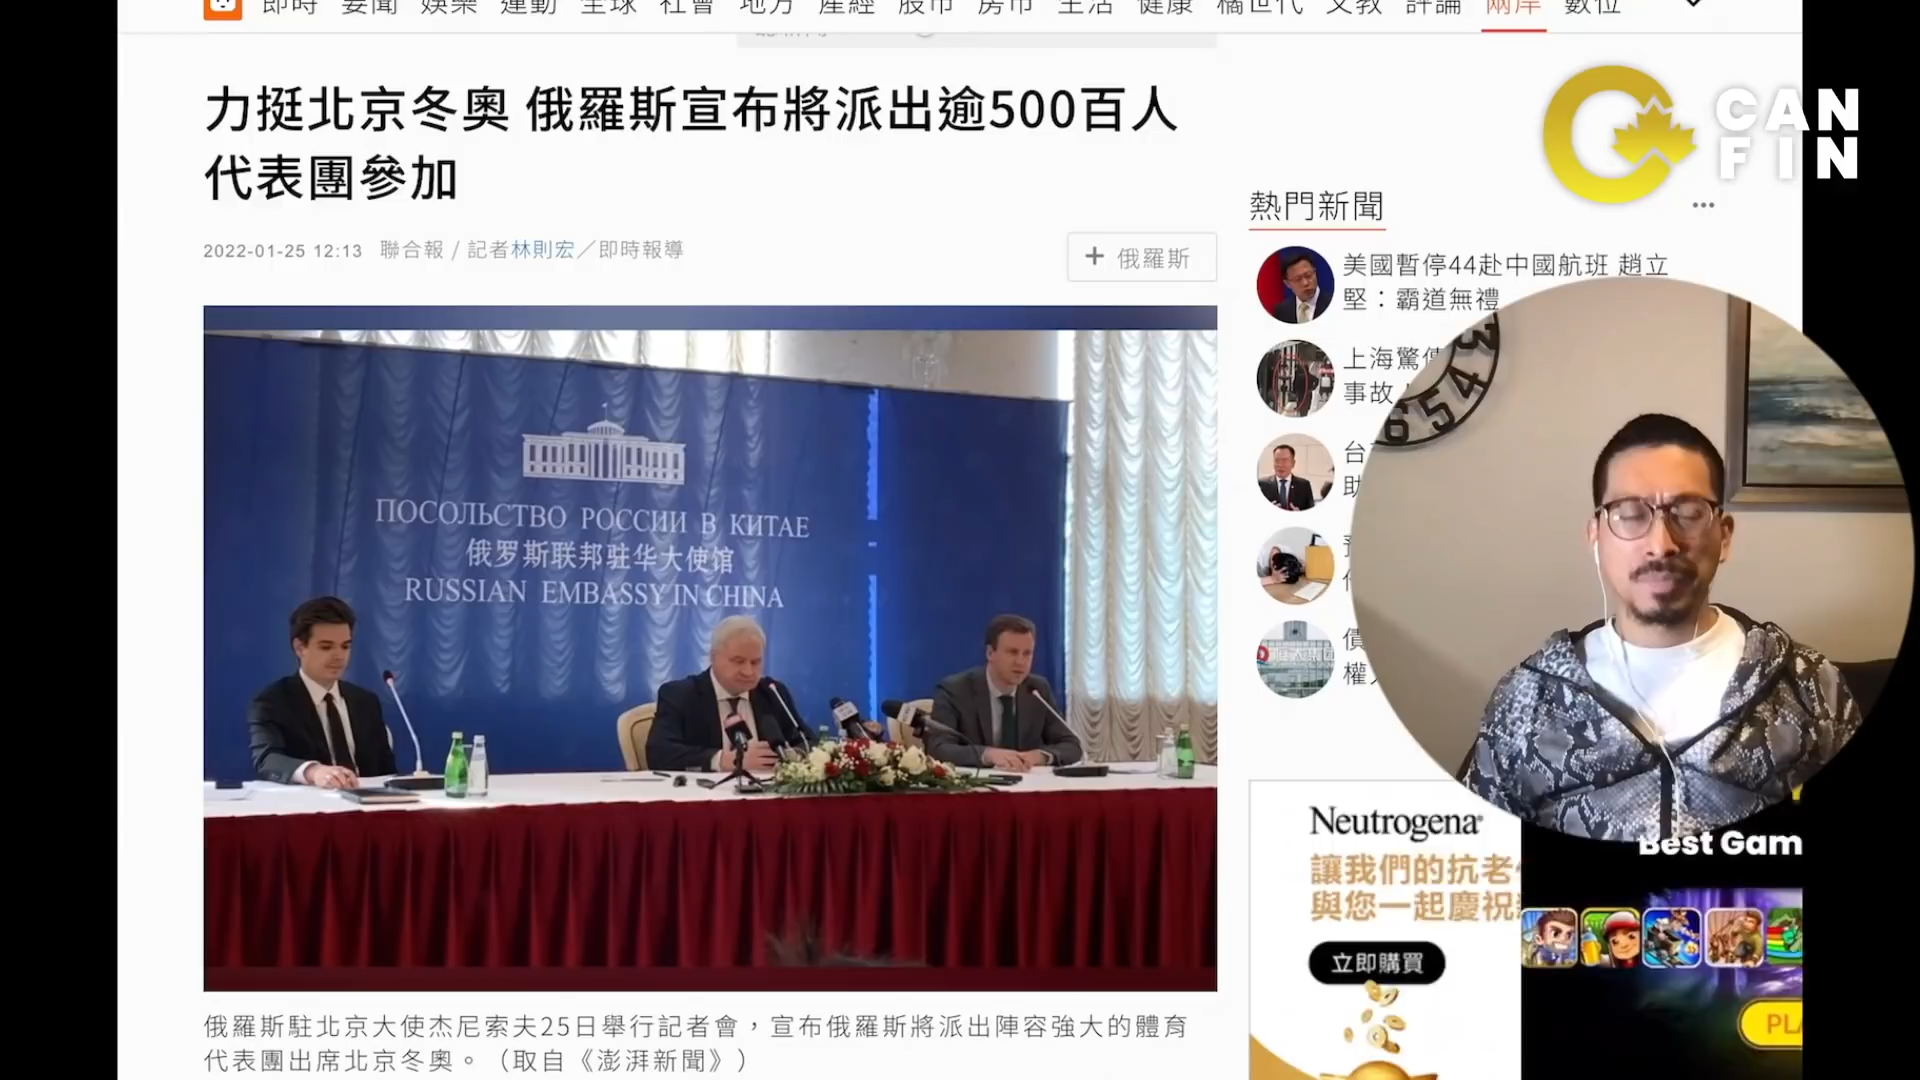 即時 要聞 娛樂 運動 全球 社會 地方 產經 股市 房市 生活 健康 橘世代 文教 評論 兩岸 數位
力挺北京冬奧 俄羅斯宣布將派出逾500百人
代表團參加
2022-01-25 12:13 聯合報 / 記者林則宏／即時報導
+ 俄羅斯
ПОСОЛЬСТВО РОССИИ В КИТАЕ
俄罗斯联邦驻华大使馆
RUSSIAN EMBASSY IN CHINA
俄羅斯駐北京大使杰尼索夫25日舉行記者會，宣布俄羅斯將派出陣容強大的體育
代表團出席北京冬奧。（取自《澎湃新聞》）
CAN
FIN
熱門新聞
美國暫停44赴中國航班 趙立
堅：霸道無禮
上海驚
事故
台
助
654
Neutrogena
讓我們的抗老
與您一起慶祝
立即購買
Best Gam
PL